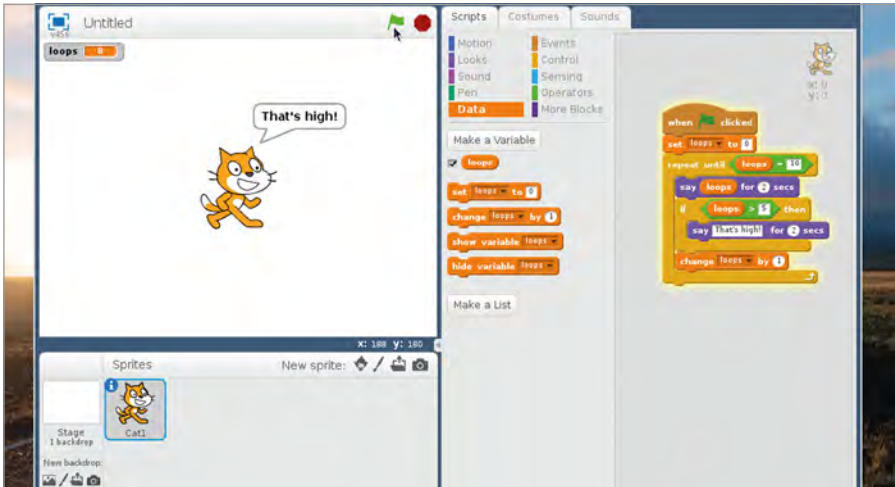 Untitled
v456
loops 8
That's high!
x: 188 y: 180
Sprites
New sprite:
Stage
1 backdrop
Cat1
New backdrop:
Scripts
Costumes
Sounds
Motion
Events
Looks
Control
Sound
Sensing
Pen
Operators
Data
More Blocks
Make a Variable
loops
set loops to 0
change loops by 1
show variable loops
hide variable loops
Make a List
when clicked
set loops to 0
repeat until loops = 10
say loops for 2 secs
if loops > 5 then
say That's high! for 2 secs
change loops by 1